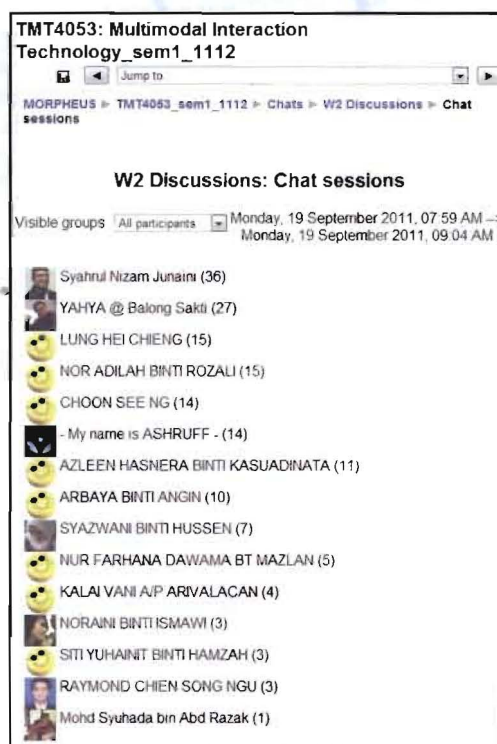 TMT4053: Multimodal Interaction
Technology_sem1_1112
Jump to
MORPHEUS ► TMT4053_sem1_1112 ► Chats ► W2 Discussions ► Chat
sessions
W2 Discussions: Chat sessions
Visible groups All participants Monday, 19 September 2011, 07:59 AM -->
Monday, 19 September 2011, 09:04 AM
Syahrul Nizam Junaini (36)
YAHYA @ Balong Sakti (27)
LUNG HEI CHIENG (15)
NOR ADILAH BINTI ROZALI (15)
CHOON SEE NG (14)
- My name is ASHRUFF - (14)
AZLEEN HASNERA BINTI KASUADINATA (11)
ARBAYA BINTI ANGIN (10)
SYAZWANI BINTI HUSSEN (7)
NUR FARHANA DAWAMA BT MAZLAN (5)
KALAI VANI A/P ARIVALACAN (4)
NORAINI BINTI ISMAWI (3)
SITI YUHAINIT BINTI HAMZAH (3)
RAYMOND CHIEN SONG NGU (3)
Mohd Syuhada bin Abd Razak (1)